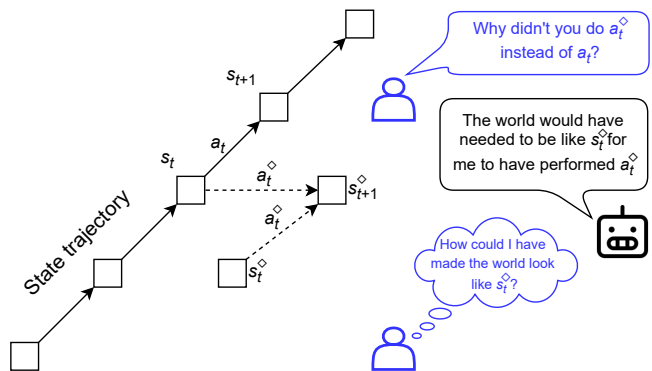 Why didn't you do a_t^◇
instead of a_t?
s_{t+1}
The world would have
needed to be like s_t^◇ for
me to have performed a_t^◇
a_t
s_t
a_t^◇
s_{t+1}^◇
State trajectory
a_t^◇
How could I have
made the world look
like s_t^◇?
s_t^◇